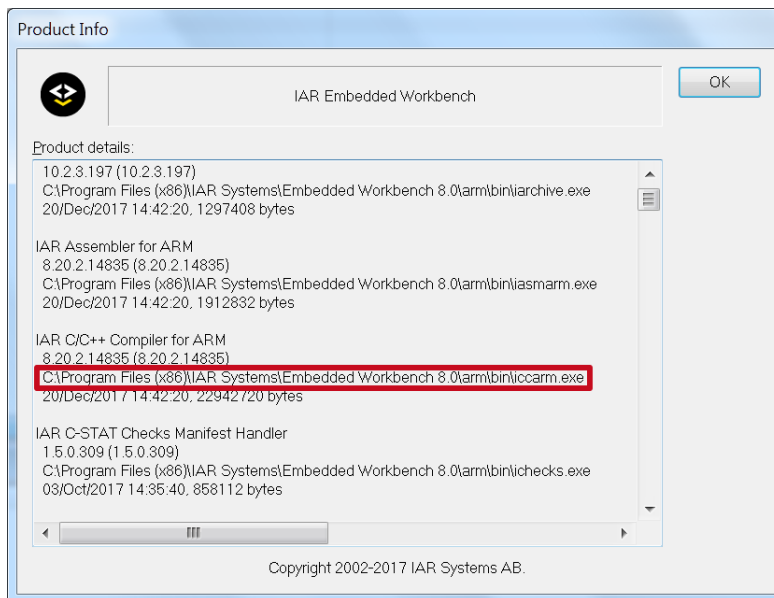 Product Info
IAR Embedded Workbench
OK
Product details:
10.2.3.197 (10.2.3.197)
C:\Program Files (x86)\IAR Systems\Embedded Workbench 8.0\arm\bin\iarchive.exe
20/Dec/2017 14:42:20, 1297408 bytes
IAR Assembler for ARM
8.20.2.14835 (8.20.2.14835)
C:\Program Files (x86)\IAR Systems\Embedded Workbench 8.0\arm\bin\iasmarm.exe
20/Dec/2017 14:42:20, 1912832 bytes
IAR C/C++ Compiler for ARM
8.20.2.14835 (8.20.2.14835)
C:\Program Files (x86)\IAR Systems\Embedded Workbench 8.0\arm\bin\iccarm.exe
20/Dec/2017 14:42:20, 22942720 bytes
IAR C-STAT Checks Manifest Handler
1.5.0.309 (1.5.0.309)
C:\Program Files (x86)\IAR Systems\Embedded Workbench 8.0\arm\bin\ichecks.exe
03/Oct/2017 14:35:40, 858112 bytes
Copyright 2002-2017 IAR Systems AB.